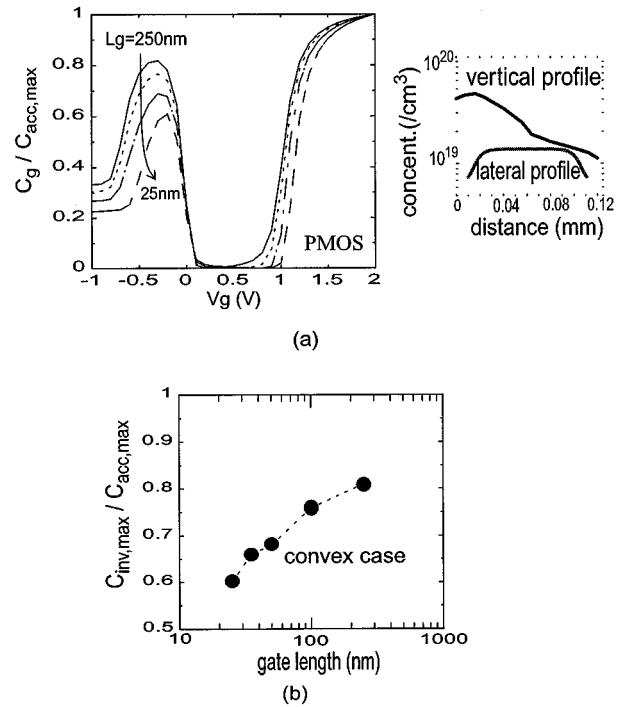 (a)
1
0.8
0.6
0.4
0.2
0
Cg / Cacc,max
Lg=250nm
25nm
PMOS
-1
-0.5
0
0.5
1
1.5
2
Vg (V)
10^20
10^19
concent.(/cm^3)
vertical profile
lateral profile
0
0.04
0.08
0.12
distance (mm)
(a)
1
0.9
0.8
0.7
0.6
0.5
Cinv,max / Cacc,max
convex case
10
100
1000
gate length (nm)
(b)